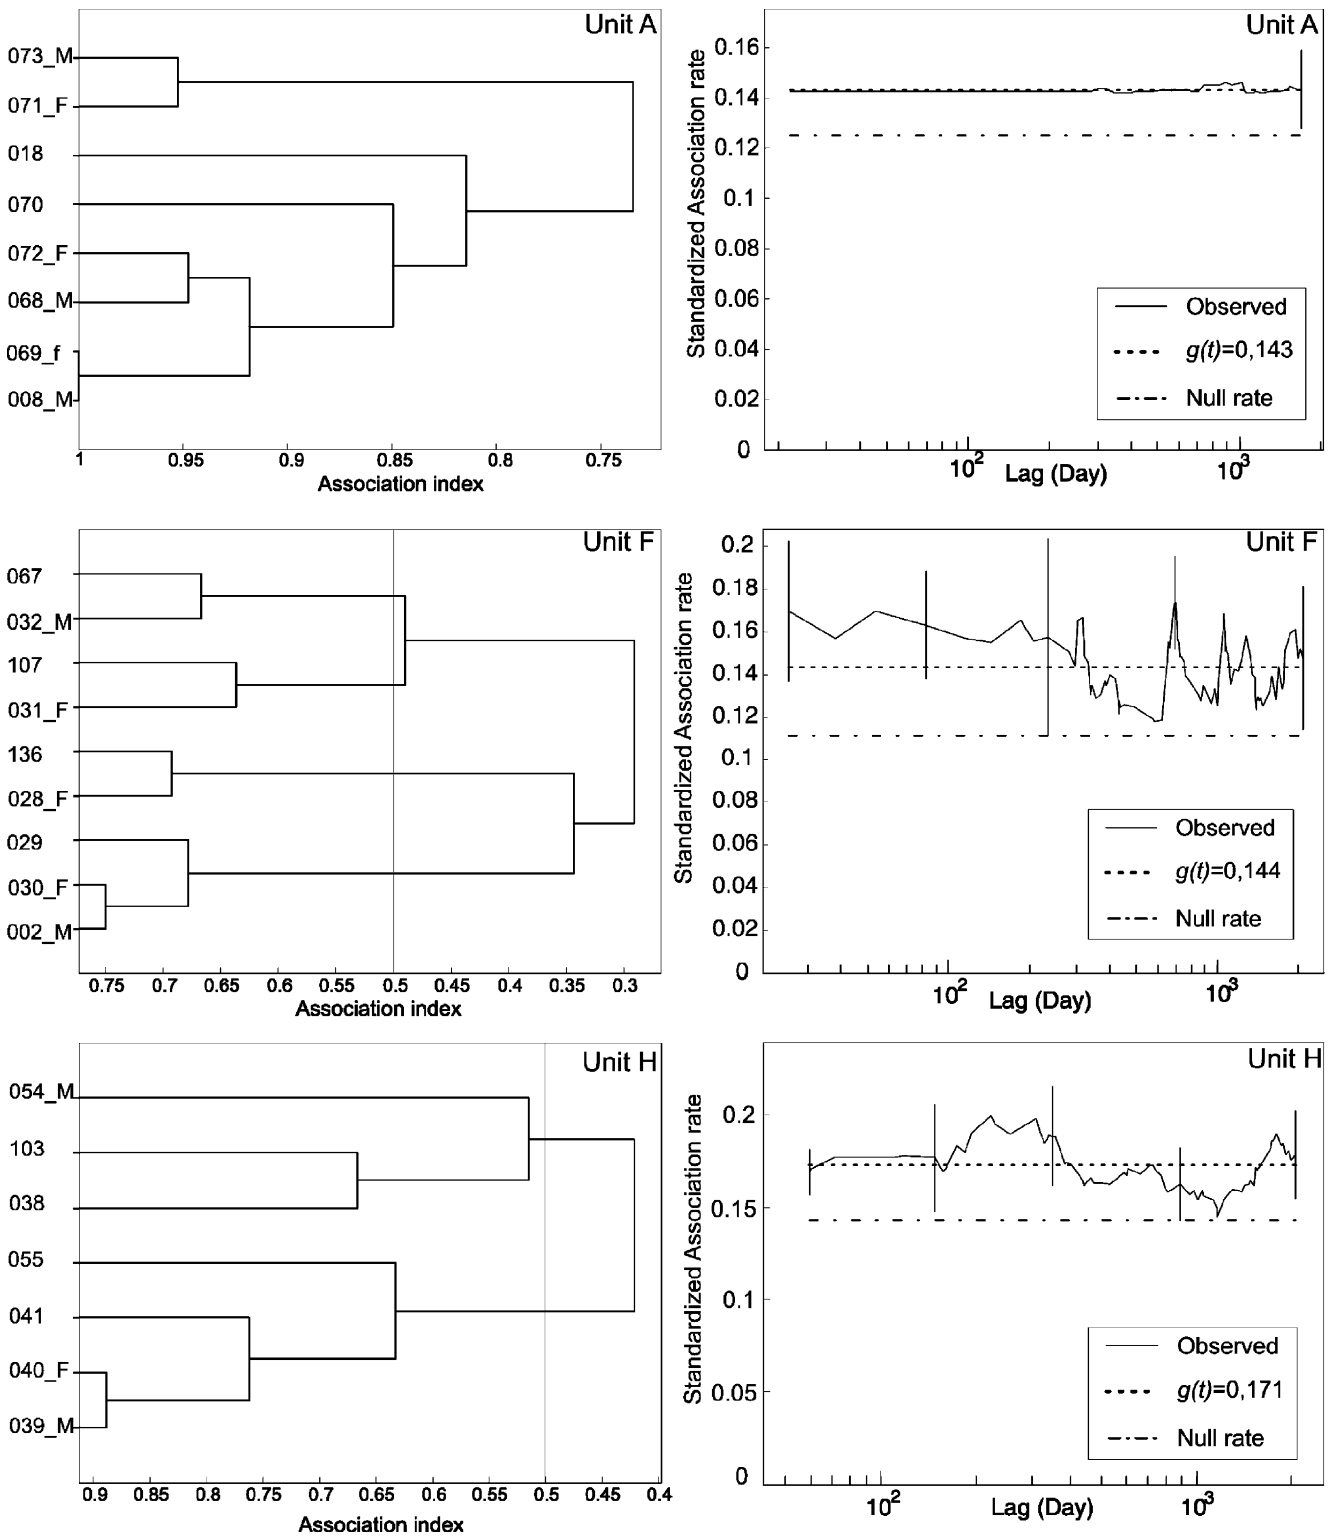 Unit A
073_M
071_F
018
070
072_F
068_M
069_f
008_M
1 0.95 0.9 0.85 0.8 0.75
Association index
Unit A
Standardized Association rate
0.16
0.14
0.12
0.1
0.08
0.06
0.04
0.02
0
Observed
g(t)=0,143
Null rate
10² 10³
Lag (Day)
Unit F
067
032_M
107
031_F
136
028_F
029
030_F
002_M
0.75 0.7 0.65 0.6 0.55 0.5 0.45 0.4 0.35 0.3
Association index
Unit F
Standardized Association rate
0.2
0.18
0.16
0.14
0.12
0.1
0.08
0.06
0.04
0.02
0
Observed
g(t)=0,144
Null rate
10² 10³
Lag (Day)
Unit H
054_M
103
038
055
041
040_F
039_M
0.9 0.85 0.8 0.75 0.7 0.65 0.6 0.55 0.5 0.45 0.4
Association index
Unit H
Standardized Association rate
0.2
0.15
0.1
0.05
0
Observed
g(t)=0,171
Null rate
10² 10³
Lag (Day)